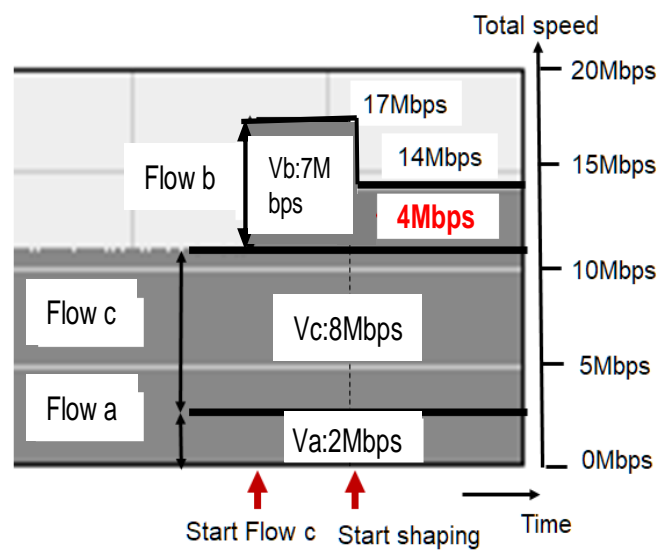 Total speed
20Mbps
17Mbps
14Mbps
15Mbps
Flow b
Vb:7M
bps
4Mbps
10Mbps
Flow c
Vc:8Mbps
5Mbps
Flow a
Va:2Mbps
0Mbps
Start Flow c
Start shaping
Time